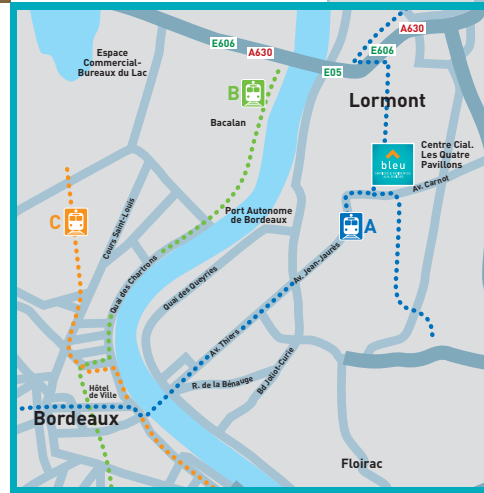 A630
E606
E606
A630
E05
Espace
Commercial-
Bureaux du Lac
B
Bacalan
Lormont
bleu
Centre Cial.
Les Quatre
Pavillons
Av. Carnot
C
Cours Saint-Louis
Port Autonome
de Bordeaux
A
Quai des Chartrons
Quai des Queyries
Av. Jean-Jaurès
Av. Thiers
R. de la Bénauge
Bd Joliot-Curie
Hôtel
de Ville
Bordeaux
Floirac